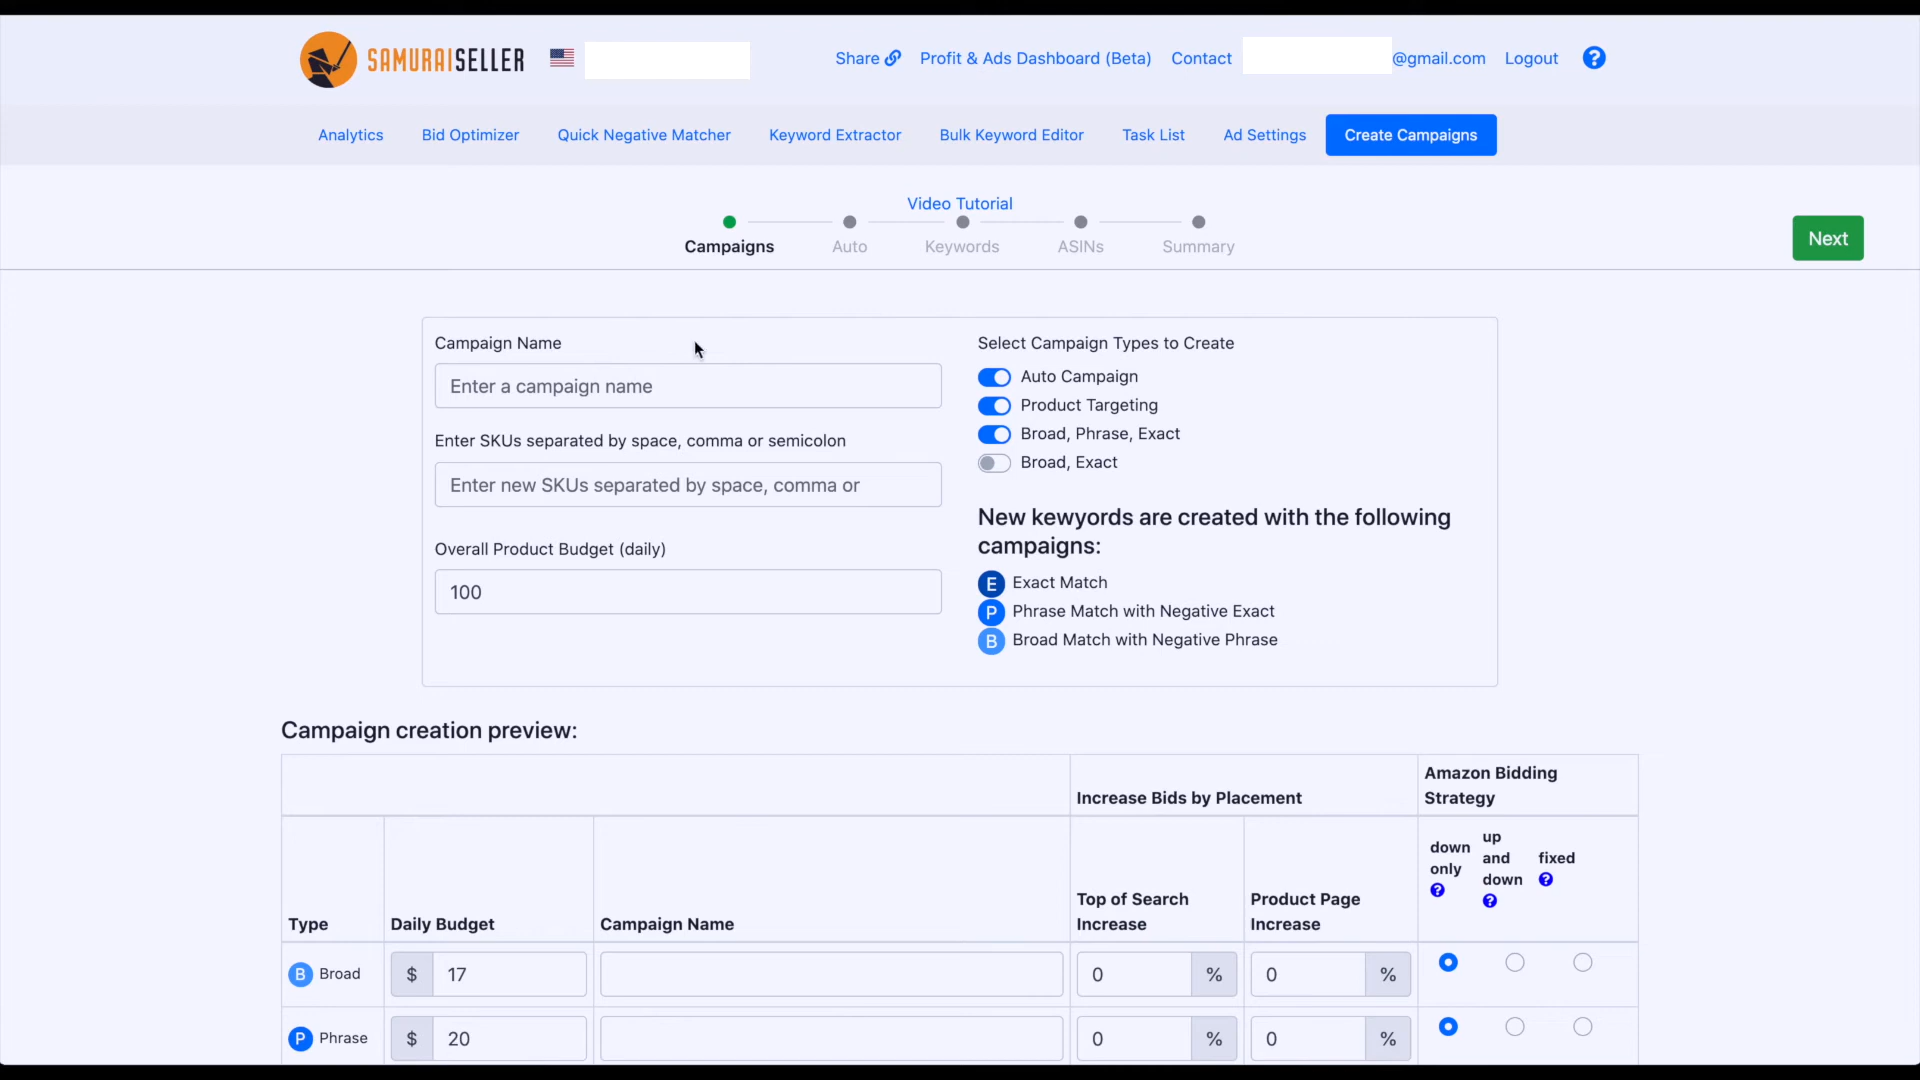 SAMURAISELLER
Share Profit & Ads Dashboard (Beta) Contact @gmail.com Logout ?
Analytics Bid Optimizer Quick Negative Matcher Keyword Extractor Bulk Keyword Editor Task List Ad Settings Create Campaigns
Video Tutorial
Campaigns Auto Keywords ASINs Summary
Next
Campaign Name
Enter a campaign name
Enter SKUs separated by space, comma or semicolon
Enter new SKUs separated by space, comma or
Overall Product Budget (daily)
100
Select Campaign Types to Create
Auto Campaign
Product Targeting
Broad, Phrase, Exact
Broad, Exact
New kewyords are created with the following
campaigns:
E Exact Match
P Phrase Match with Negative Exact
B Broad Match with Negative Phrase
Campaign creation preview:
Increase Bids by Placement
Amazon Bidding
Strategy
Type
Daily Budget
Campaign Name
Top of Search
Increase
Product Page
Increase
down
only
?
up
and
down
?
fixed
?
B Broad $ 17 0 % 0 %
P Phrase $ 20 0 % 0 %